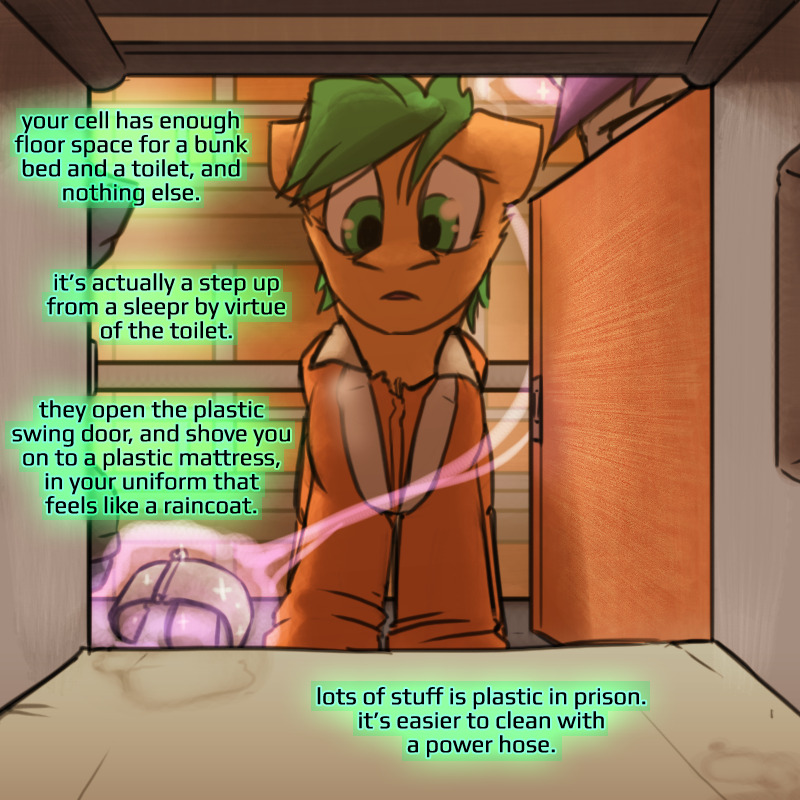 your cell has enough
floor space for a bunk
bed and a toilet, and
nothing else.
it's actually a step up
from a sleepr by virtue
of the toilet.
they open the plastic
swing door, and shove you
on to a plastic mattress,
in your uniform that
feels like a raincoat.
lots of stuff is plastic in prison.
it's easier to clean with
a power hose.